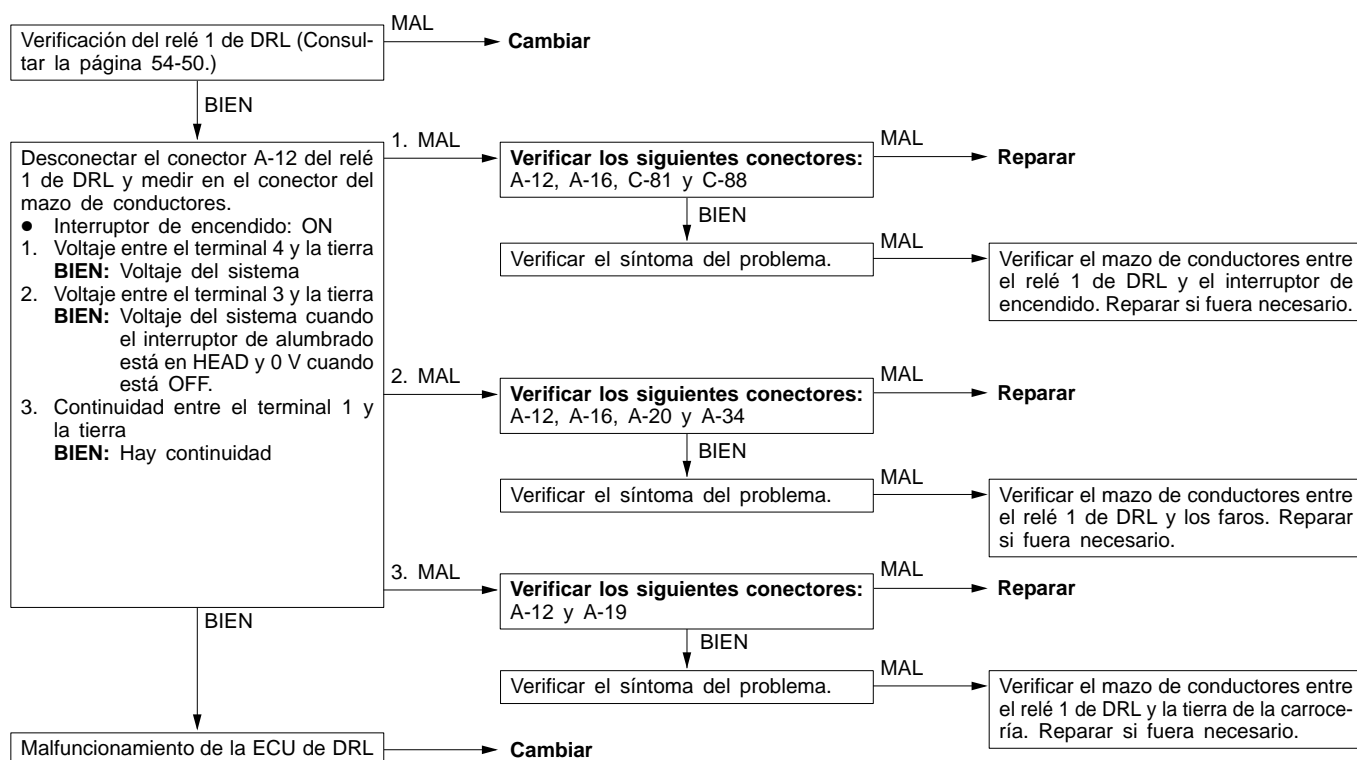 Verificación del relé 1 de DRL (Consul-
tar la página 54-50.)
MAL
Cambiar
BIEN
Desconectar el conector A-12 del relé
1 de DRL y medir en el conector del
mazo de conductores.
● Interruptor de encendido: ON
1. Voltaje entre el terminal 4 y la tierra
BIEN: Voltaje del sistema
2. Voltaje entre el terminal 3 y la tierra
BIEN: Voltaje del sistema cuando
el interruptor de alumbrado
está en HEAD y 0 V cuando
está OFF.
3. Continuidad entre el terminal 1 y
la tierra
BIEN: Hay continuidad
1. MAL
Verificar los siguientes conectores:
A-12, A-16, C-81 y C-88
MAL
Reparar
BIEN
Verificar el síntoma del problema.
MAL
Verificar el mazo de conductores entre
el relé 1 de DRL y el interruptor de
encendido. Reparar si fuera necesario.
2. MAL
Verificar los siguientes conectores:
A-12, A-16, A-20 y A-34
MAL
Reparar
BIEN
Verificar el síntoma del problema.
MAL
Verificar el mazo de conductores entre
el relé 1 de DRL y los faros. Reparar
si fuera necesario.
3. MAL
Verificar los siguientes conectores:
A-12 y A-19
MAL
Reparar
BIEN
Verificar el síntoma del problema.
MAL
Verificar el mazo de conductores entre
el relé 1 de DRL y la tierra de la carroce-
ría. Reparar si fuera necesario.
BIEN
Malfuncionamiento de la ECU de DRL
Cambiar